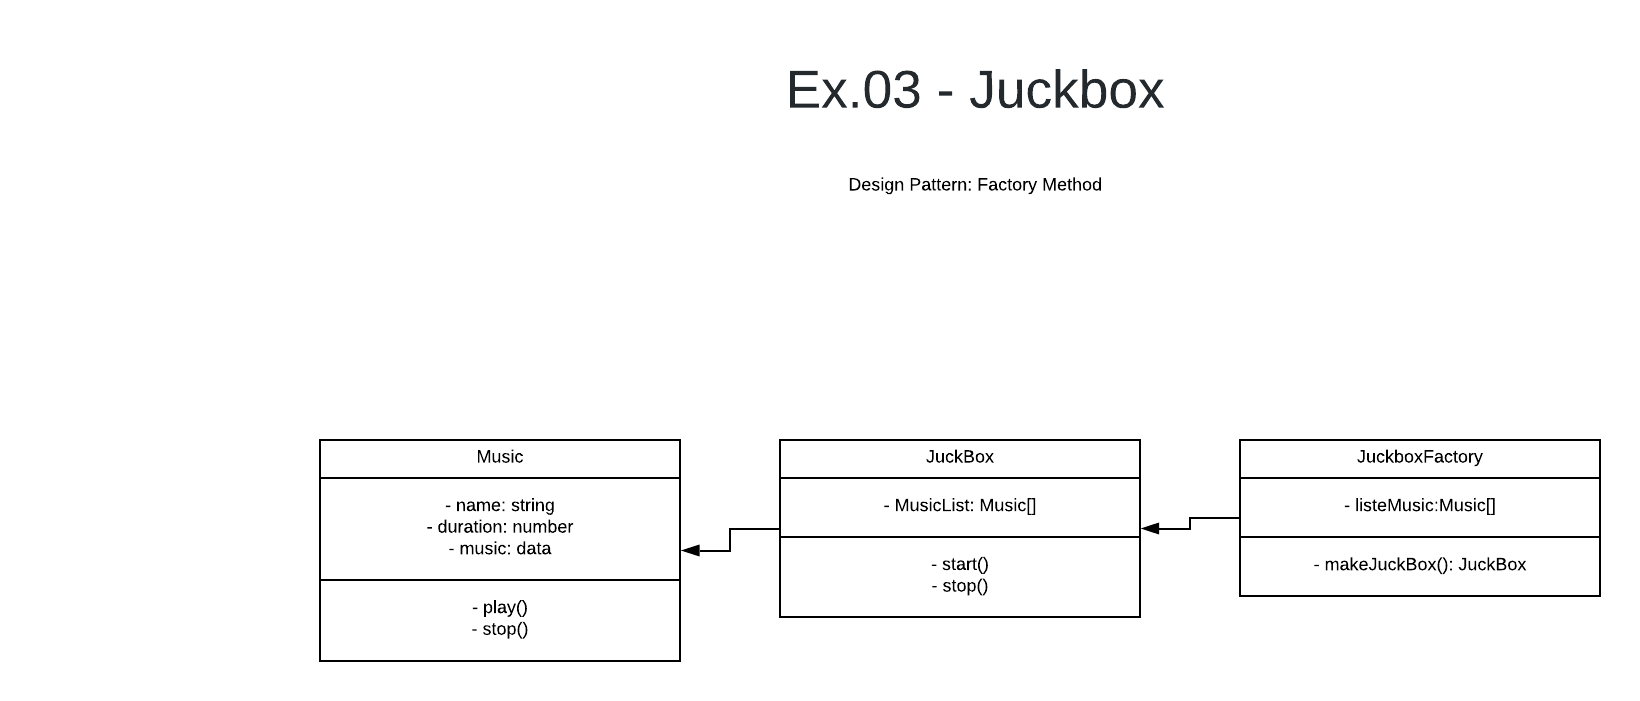 Ex.03 - Juckbox
Design Pattern: Factory Method
Music
- name: string
- duration: number
- music: data
- play()
- stop()
JuckBox
- MusicList: Music[]
- start()
- stop()
JuckboxFactory
- listeMusic:Music[]
- makeJuckBox(): JuckBox